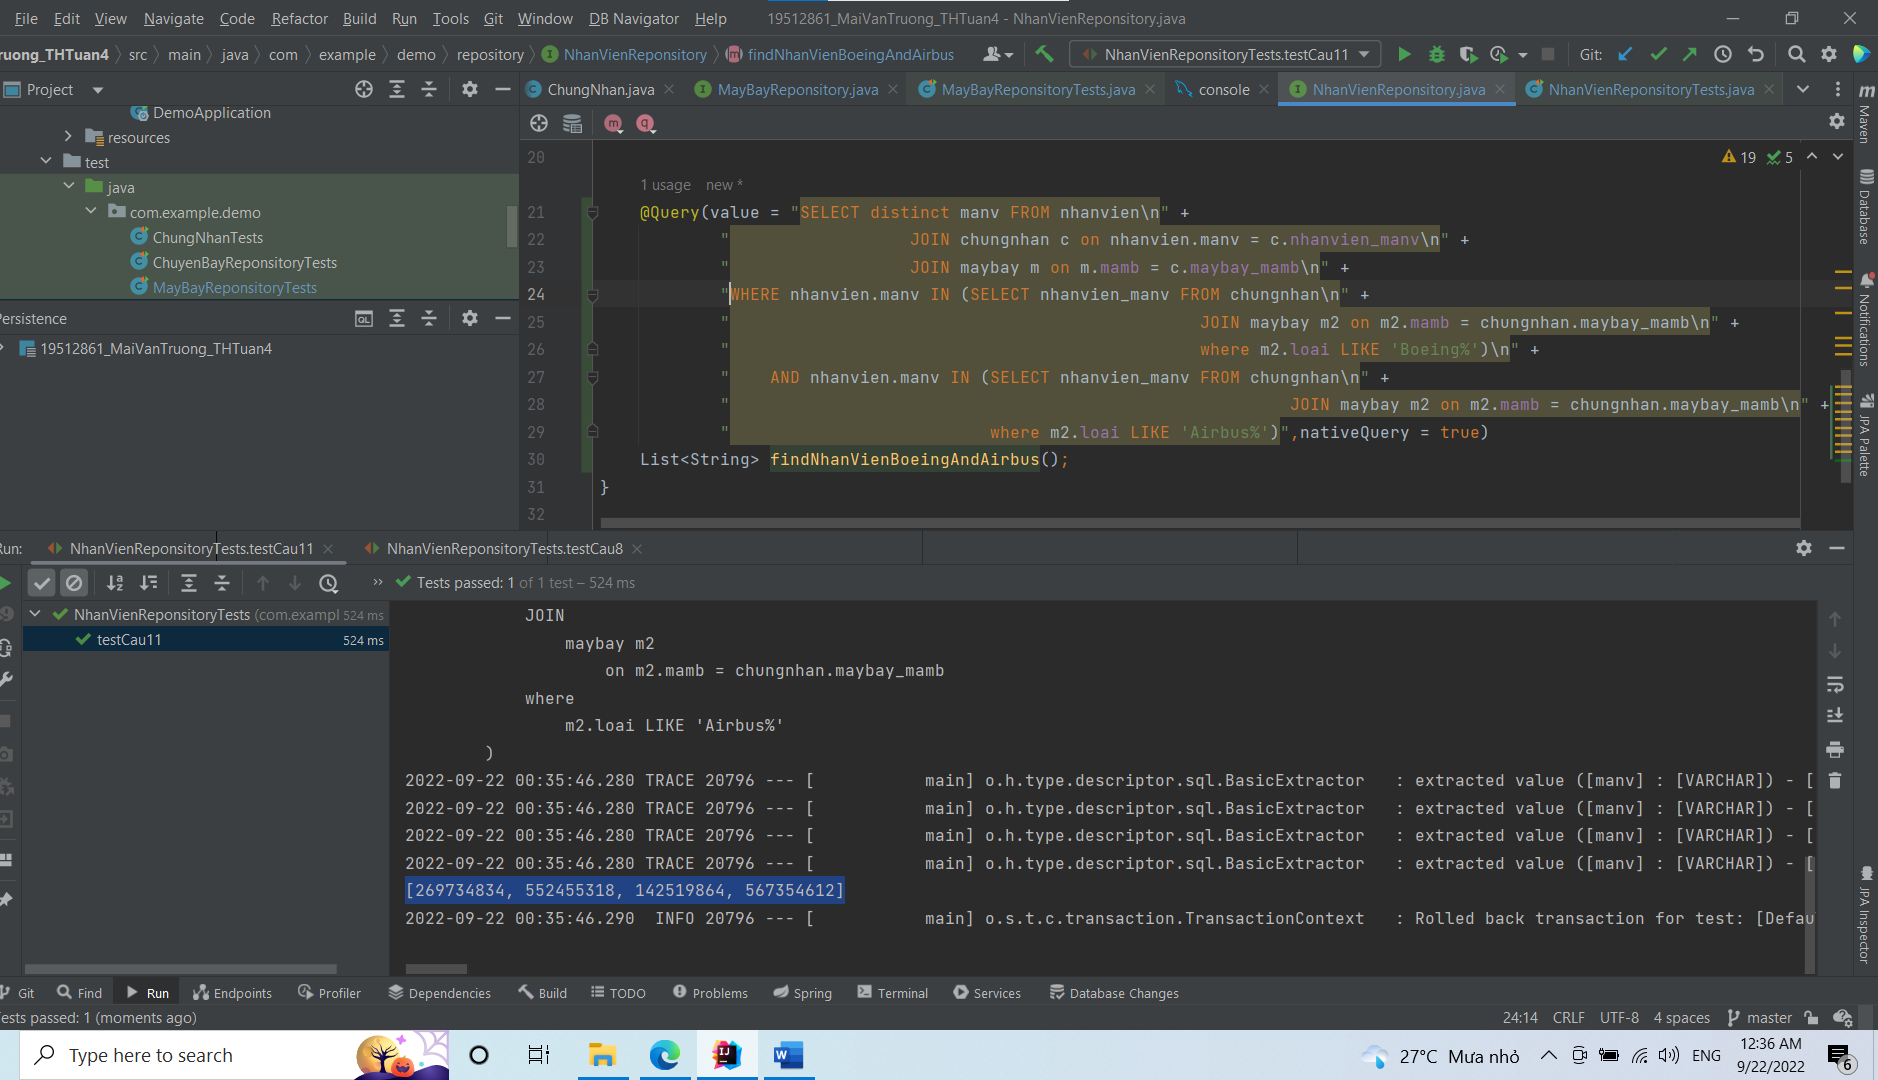 File Edit View Navigate Code Refactor Build Run Tools Git Window DB Navigator Help 19512861_MaiVanTruong_THTuan4 - NhanVienReponsitory.java
ruong_THTuan4 src main java com example demo repository NhanVienReponsitory findNhanVienBoeingAndAirbus NhanVienReponsitoryTests.testCau11 Git:
Project ChungNhan.java MayBayReponsitory.java MayBayReponsitoryTests.java console NhanVienReponsitory.java NhanVienReponsitoryTests.java
DemoApplication
resources
test
java
com.example.demo
ChungNhanTests
ChuyenBayReponsitoryTests
MayBayReponsitoryTests
Persistence
19512861_MaiVanTruong_THTuan4
20 19 5
1 usage new *
21 @Query(value = "SELECT distinct manv FROM nhanvien\n" +
22 " JOIN chungnhan c on nhanvien.manv = c.nhanvien_manv\n" +
23 " JOIN maybay m on m.mamb = c.maybay_mamb\n" +
24 "WHERE nhanvien.manv IN (SELECT nhanvien_manv FROM chungnhan\n" +
25 " JOIN maybay m2 on m2.mamb = chungnhan.maybay_mamb\n" +
26 " where m2.loai LIKE 'Boeing%')\n" +
27 " AND nhanvien.manv IN (SELECT nhanvien_manv FROM chungnhan\n" +
28 " JOIN maybay m2 on m2.mamb = chungnhan.maybay_mamb\n" +
29 " where m2.loai LIKE 'Airbus%')",nativeQuery = true)
30 List<String> findNhanVienBoeingAndAirbus();
31 }
32
Maven
Database
Notifications
JPA Palette
JPA Inspector
Run: NhanVienReponsitoryTests.testCau11 NhanVienReponsitoryTests.testCau8
Tests passed: 1 of 1 test – 524 ms
NhanVienReponsitoryTests (com.exampl 524 ms
testCau11 524 ms
JOIN
maybay m2
on m2.mamb = chungnhan.maybay_mamb
where
m2.loai LIKE 'Airbus%'
)
2022-09-22 00:35:46.280 TRACE 20796 --- [ main] o.h.type.descriptor.sql.BasicExtractor : extracted value ([manv] : [VARCHAR]) - [
2022-09-22 00:35:46.280 TRACE 20796 --- [ main] o.h.type.descriptor.sql.BasicExtractor : extracted value ([manv] : [VARCHAR]) - [
2022-09-22 00:35:46.280 TRACE 20796 --- [ main] o.h.type.descriptor.sql.BasicExtractor : extracted value ([manv] : [VARCHAR]) - [
2022-09-22 00:35:46.280 TRACE 20796 --- [ main] o.h.type.descriptor.sql.BasicExtractor : extracted value ([manv] : [VARCHAR]) - [
[269734834, 552455318, 142519864, 567354612]
2022-09-22 00:35:46.290 INFO 20796 --- [ main] o.s.t.c.transaction.TransactionContext : Rolled back transaction for test: [Defau
Git Find Run Endpoints Profiler Dependencies Build TODO Problems Spring Terminal Services Database Changes
ests passed: 1 (moments ago) 24:14 CRLF UTF-8 4 spaces master
Type here to search 27°C Mưa nhỏ ENG 12:36 AM
9/22/2022 6